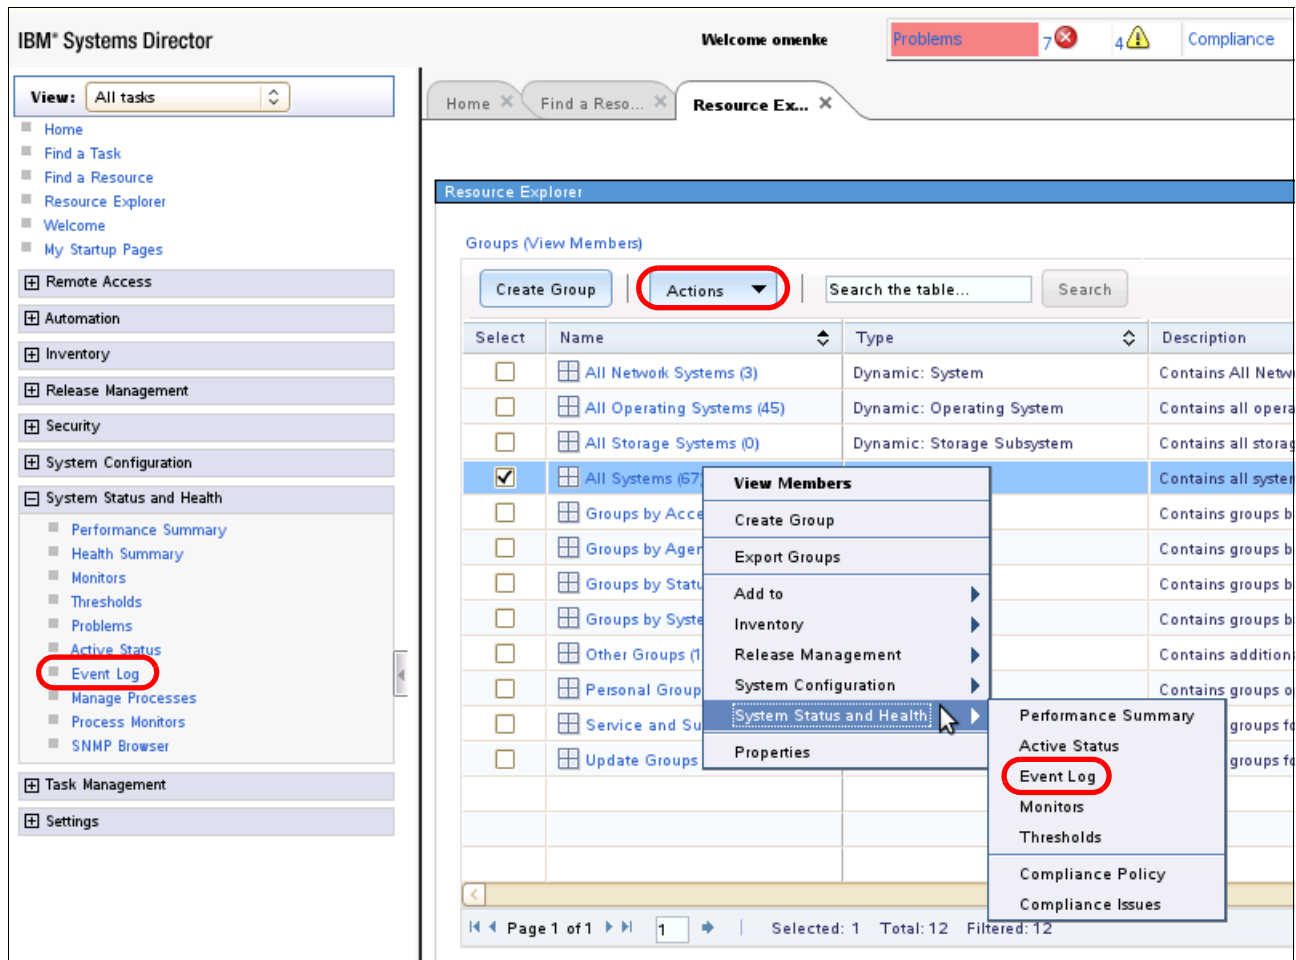 IBM® Systems Director
Welcome omenke
Problems 7 4 Compliance
View: All tasks
Home
Find a Task
Find a Resource
Resource Explorer
Welcome
My Startup Pages
Remote Access
Automation
Inventory
Release Management
Security
System Configuration
System Status and Health
Performance Summary
Health Summary
Monitors
Thresholds
Problems
Active Status
Event Log
Manage Processes
Process Monitors
SNMP Browser
Task Management
Settings
Home Find a Reso... Resource Ex...
Resource Explorer
Groups (View Members)
Create Group Actions Search the table... Search
Select Name Type Description
All Network Systems (3) Dynamic: System Contains All Netw
All Operating Systems (45) Dynamic: Operating System Contains all opera
All Storage Systems (0) Dynamic: Storage Subsystem Contains all storag
All Systems (67) Contains all system
Groups by Acce Contains groups b
Groups by Agen Contains groups b
Groups by Statu Contains groups b
Groups by Syste Contains groups b
Other Groups (1 Contains addition
Personal Group Contains groups o
Service and Su groups fo
Update Groups groups fo
View Members
Create Group
Export Groups
Add to
Inventory
Release Management
System Configuration
System Status and Health
Properties
Performance Summary
Active Status
Event Log
Monitors
Thresholds
Compliance Policy
Compliance Issues
Page 1 of 1 1 Selected: 1 Total: 12 Filtered: 12